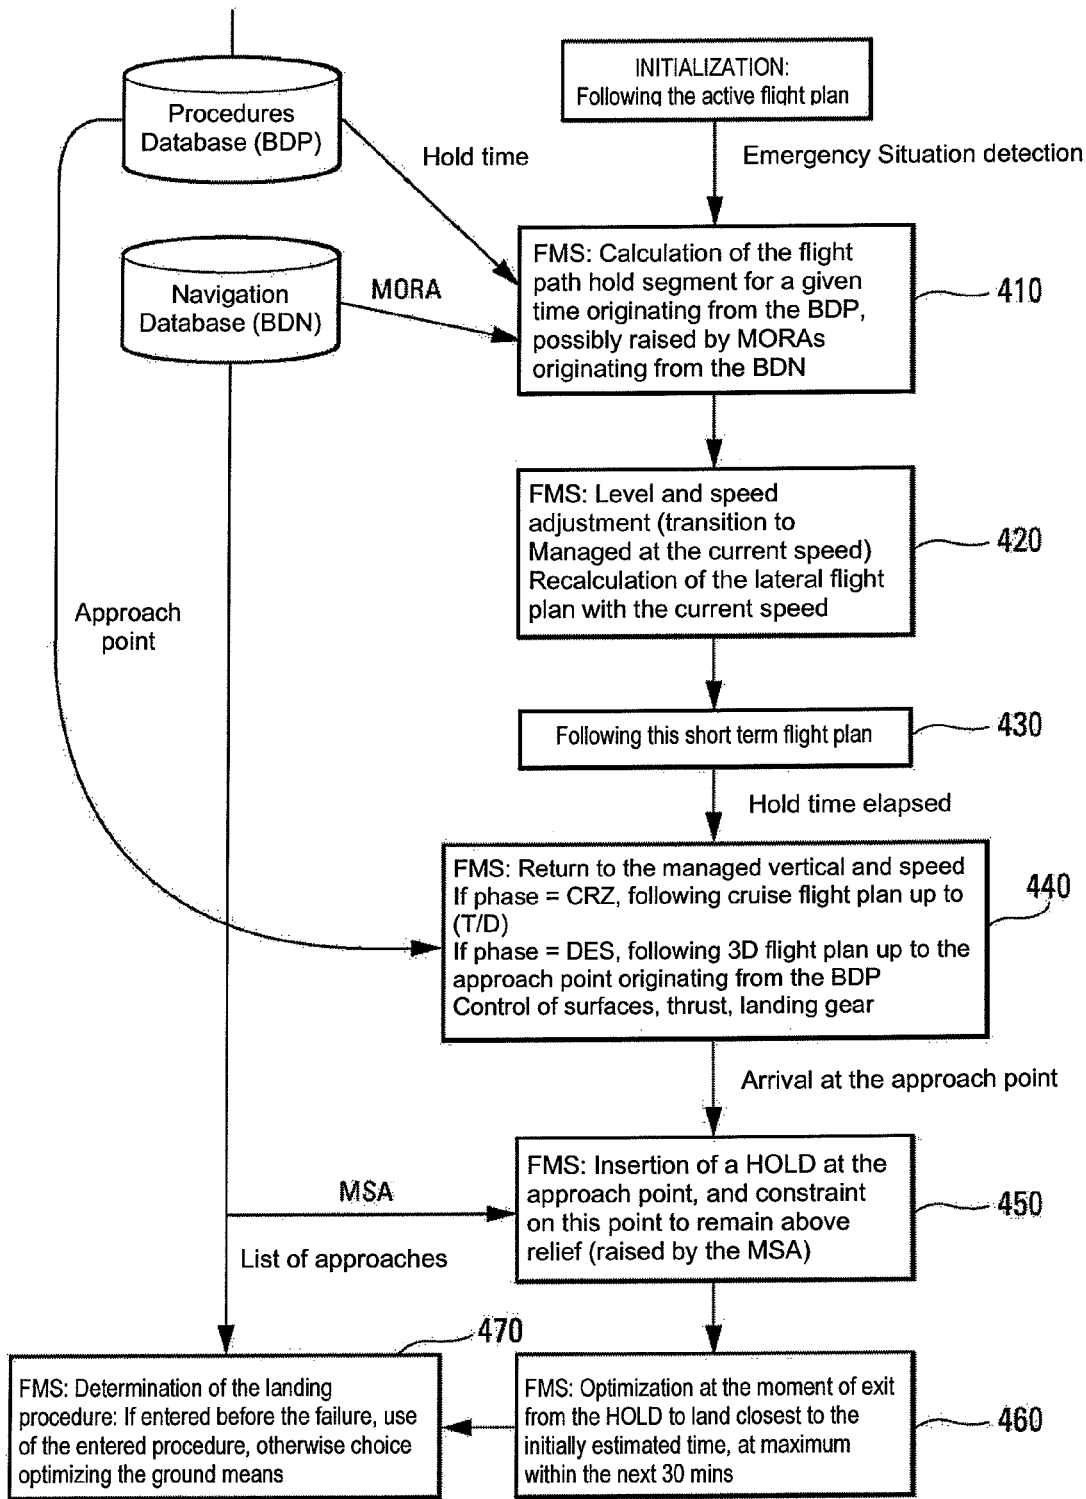 INITIALIZATION:
Following the active flight plan
Procedures
Database (BDP)
Hold time
Emergency Situation detection
Navigation
Database (BDN)
MORA
FMS: Calculation of the flight
path hold segment for a given
time originating from the BDP,
possibly raised by MORAs
originating from the BDN
410
FMS: Level and speed
adjustment (transition to
Managed at the current speed)
Recalculation of the lateral flight
plan with the current speed
420
Approach
point
Following this short term flight plan
430
Hold time elapsed
FMS: Return to the managed vertical and speed
If phase = CRZ, following cruise flight plan up to
(T/D)
If phase = DES, following 3D flight plan up to the
approach point originating from the BDP
Control of surfaces, thrust, landing gear
440
Arrival at the approach point
FMS: Insertion of a HOLD at the
approach point, and constraint
on this point to remain above
relief (raised by the MSA)
450
MSA
List of approaches
470
FMS: Determination of the landing
procedure: If entered before the failure, use
of the entered procedure, otherwise choice
optimizing the ground means
FMS: Optimization at the moment of exit
from the HOLD to land closest to the
initially estimated time, at maximum
within the next 30 mins
460